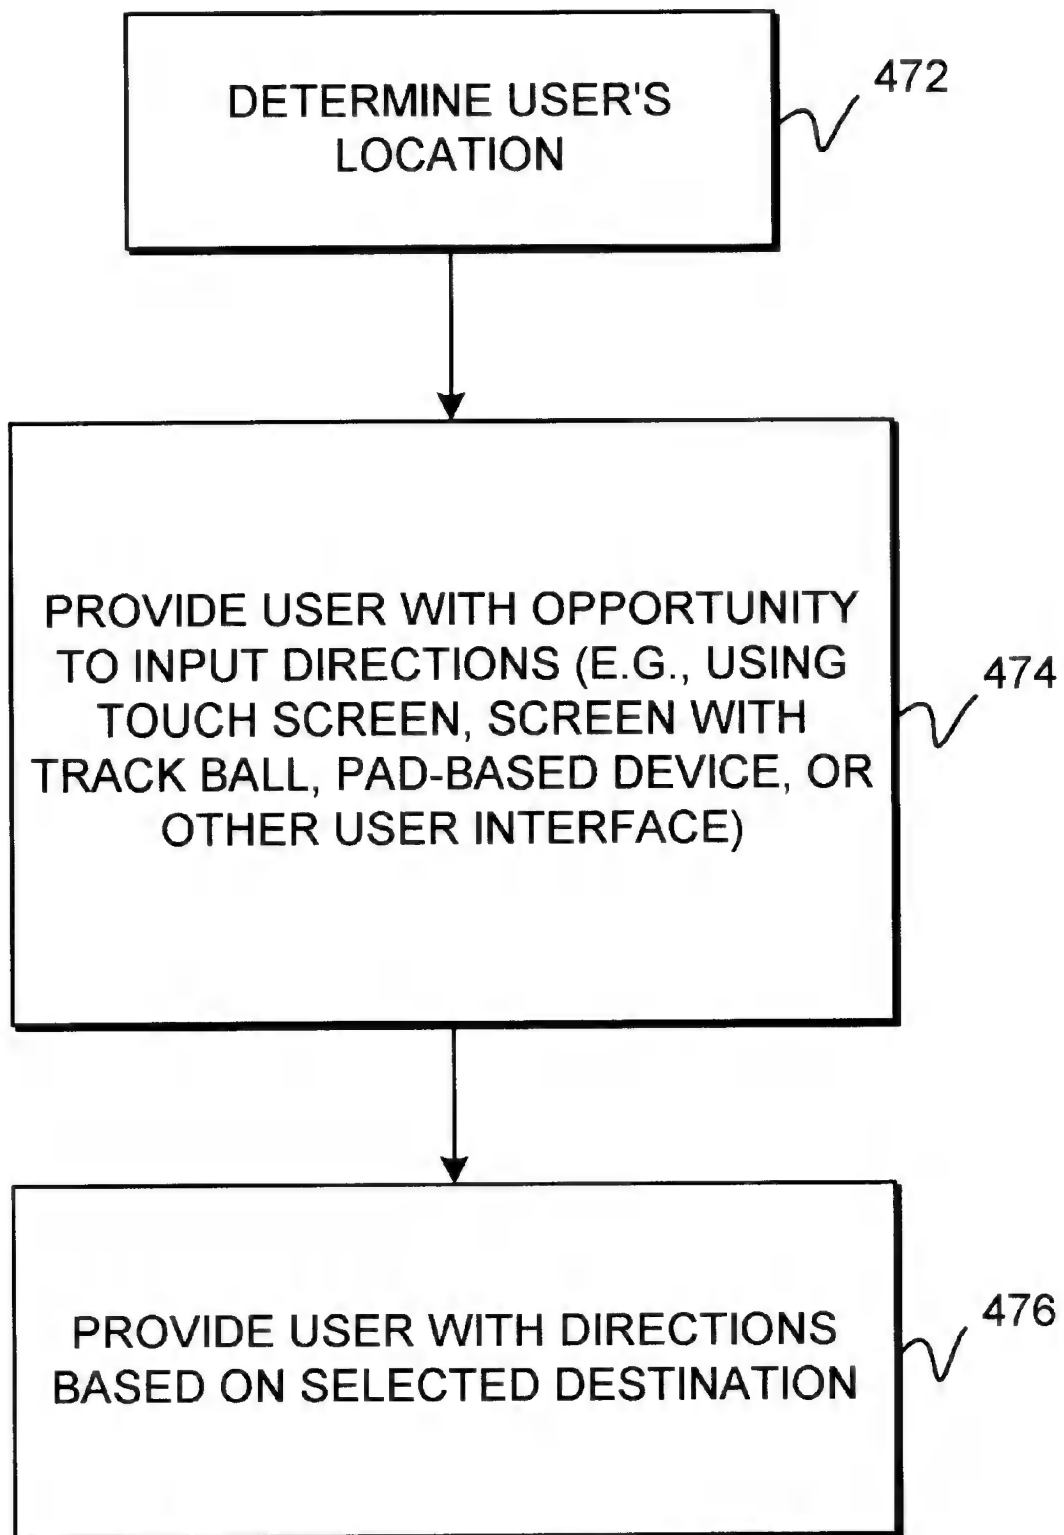 DETERMINE USER'S
LOCATION
472
PROVIDE USER WITH OPPORTUNITY
TO INPUT DIRECTIONS (E.G., USING
TOUCH SCREEN, SCREEN WITH
TRACK BALL, PAD-BASED DEVICE, OR
OTHER USER INTERFACE)
474
PROVIDE USER WITH DIRECTIONS
BASED ON SELECTED DESTINATION
476